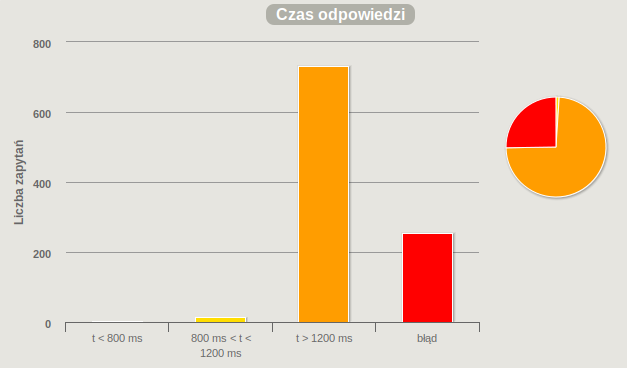 Czas odpowiedzi
800
600
400
200
0
Liczba zapytań
t < 800 ms
800 ms < t <
1200 ms
t > 1200 ms
błąd